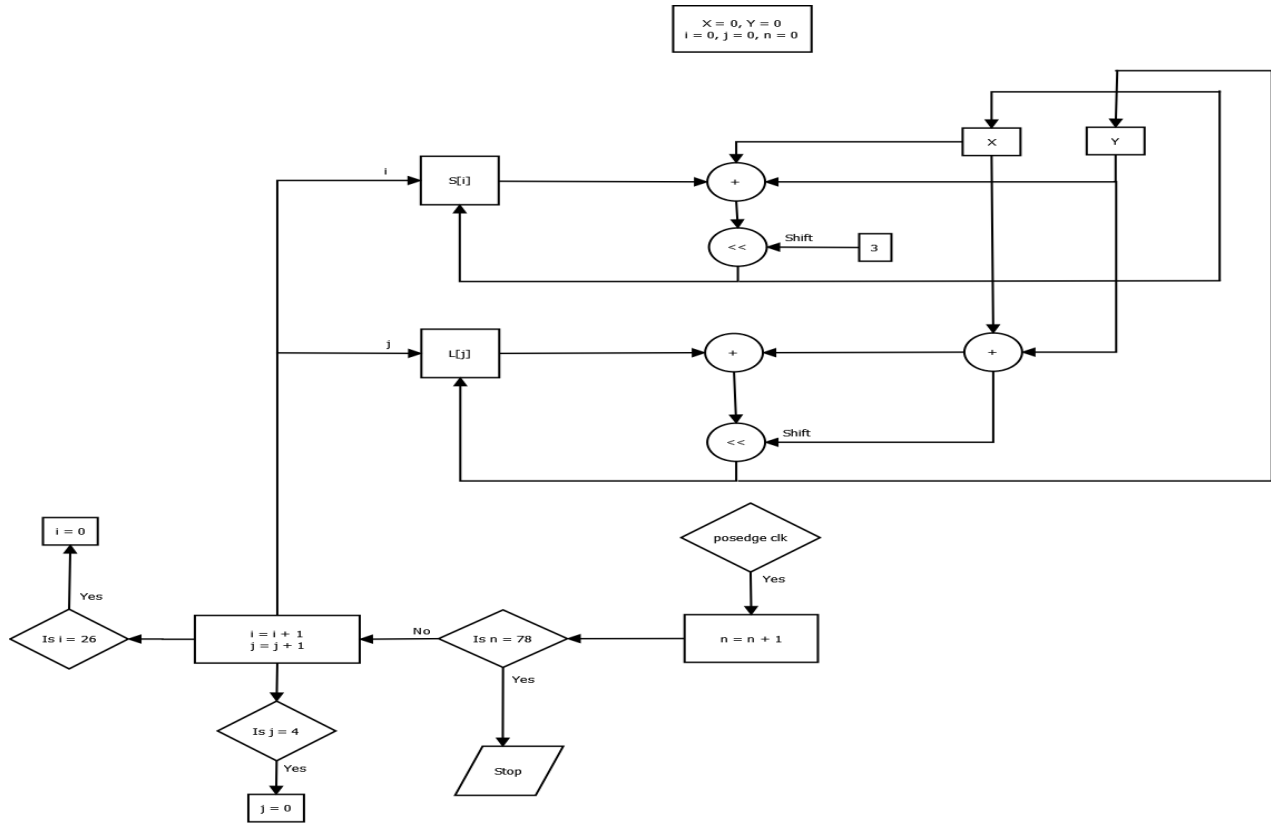 X = 0, Y = 0
i = 0, j = 0, n = 0
X
Y
i
S[i]
+
<<
Shift
3
j
L[j]
+
+
<<
Shift
i = 0
posedge clk
Yes
Yes
Is i = 26
i = i + 1
j = j + 1
No
Is n = 78
n = n + 1
Yes
Is j = 4
Yes
Stop
j = 0